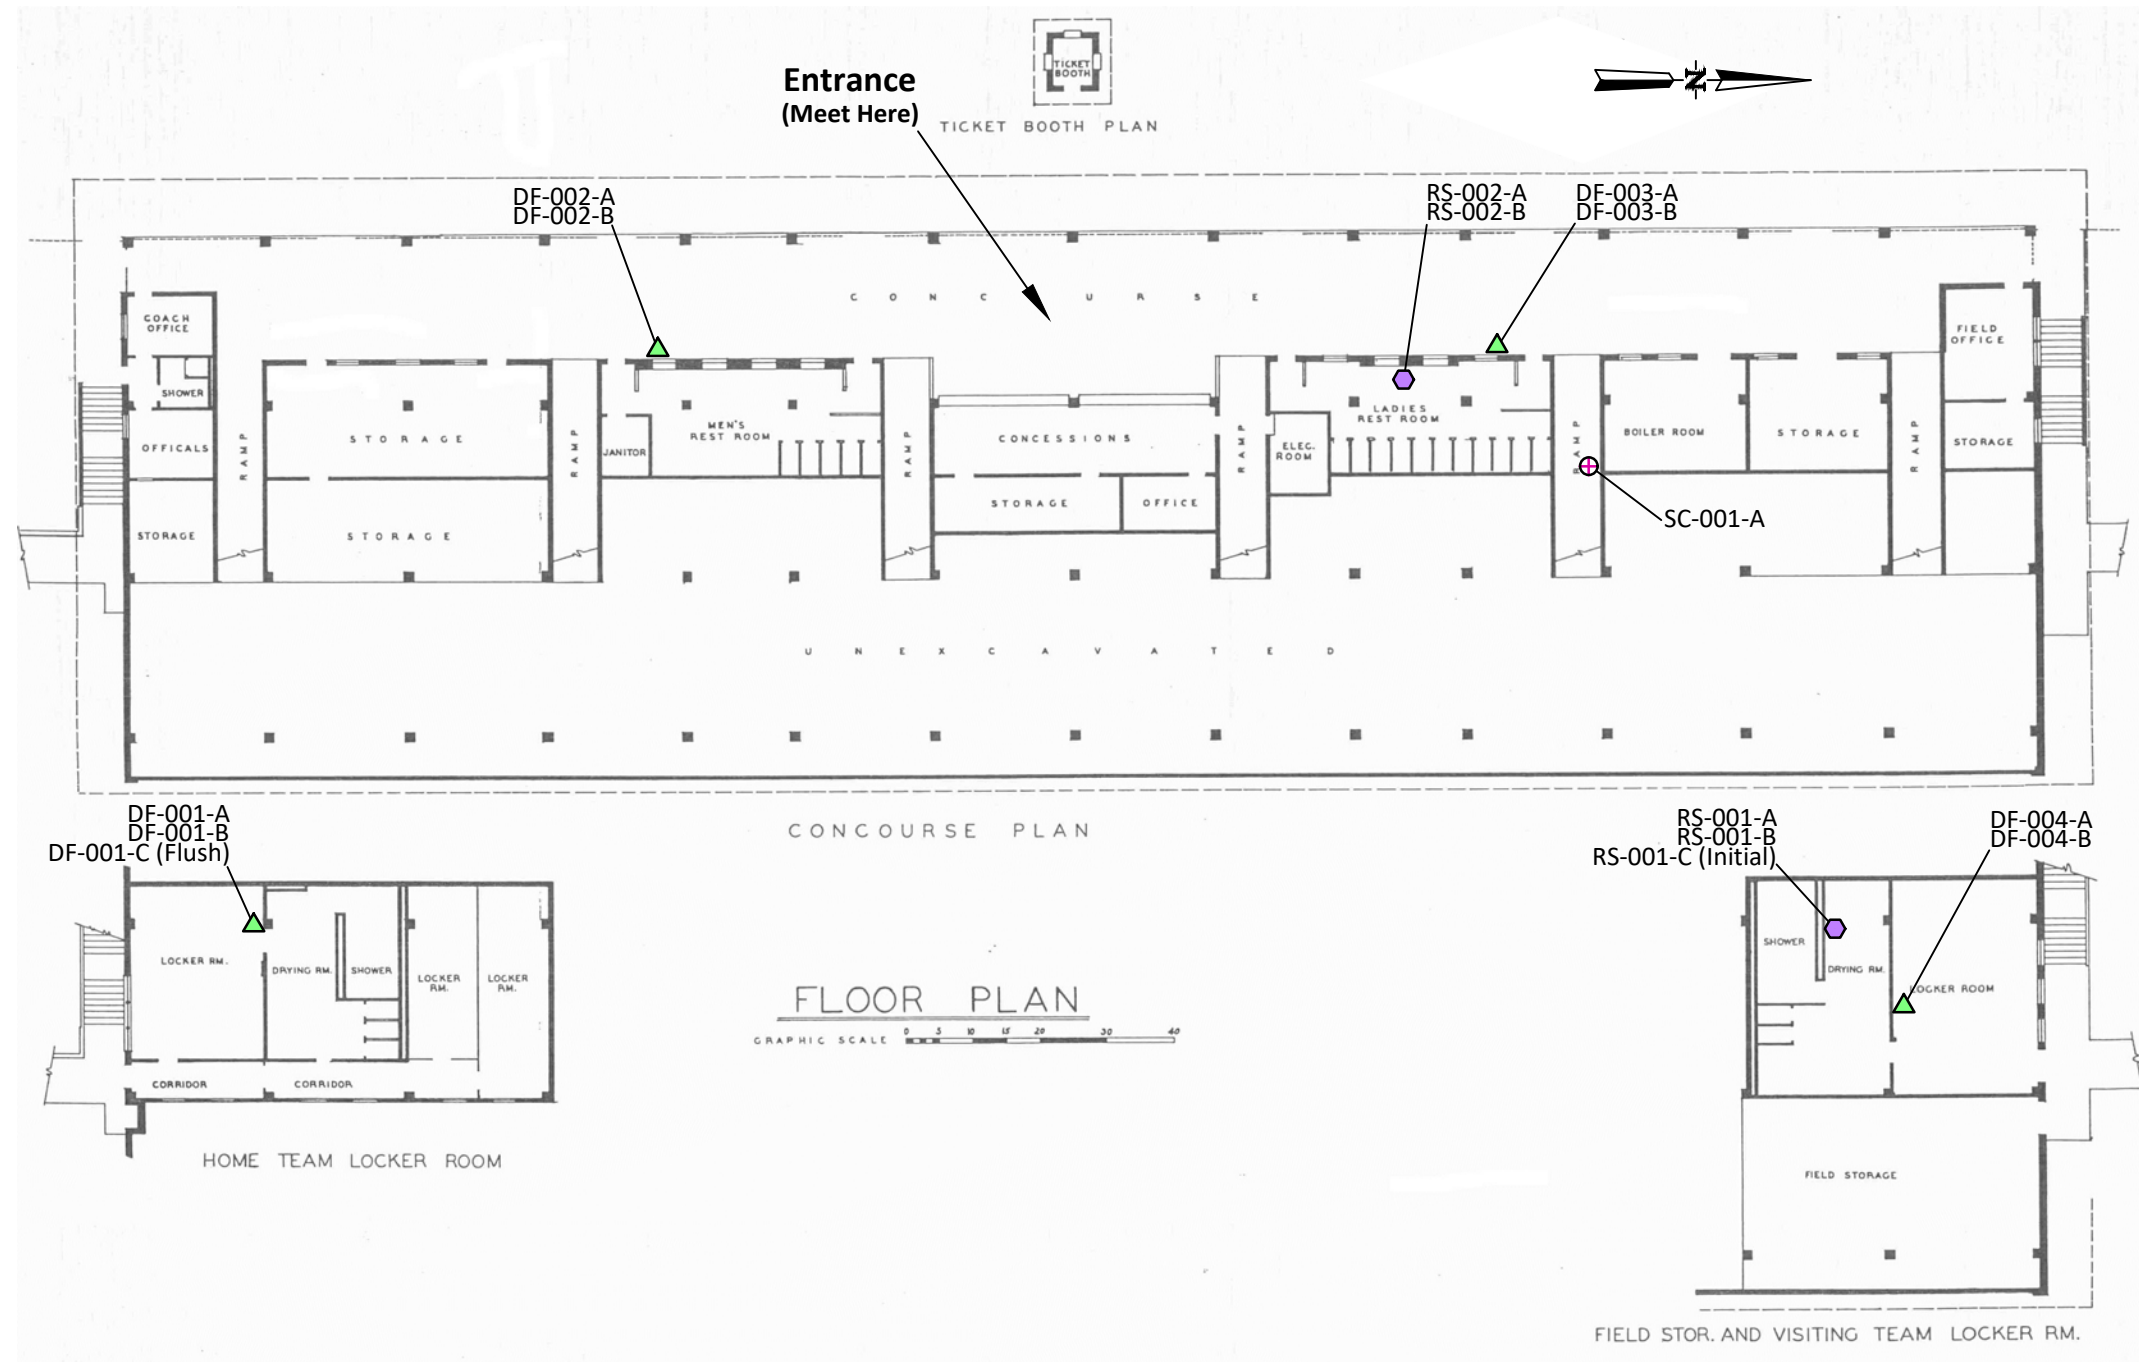 TICKET
BOOTH
TICKET BOOTH PLAN
Entrance
(Meet Here)
N
DF-002-A
DF-002-B
RS-002-A
RS-002-B
DF-003-A
DF-003-B
CONCOURSE
COACH
OFFICE
SHOWER
OFFICALS
STORAGE
RAMP
STORAGE
STORAGE
RAMP
JANITOR
MEN'S
REST ROOM
RAMP
CONCESSIONS
STORAGE
OFFICE
RAMP
ELEC.
ROOM
LADIES
REST ROOM
RAMP
SC-001-A
BOILER ROOM
STORAGE
RAMP
FIELD
OFFICE
STORAGE
UNEXCAVATED
CONCOURSE PLAN
DF-001-A
DF-001-B
DF-001-C (Flush)
LOCKER RM.
DRYING RM.
SHOWER
LOCKER
RM.
LOCKER
RM.
CORRIDOR
CORRIDOR
HOME TEAM LOCKER ROOM
FLOOR PLAN
GRAPHIC SCALE 0 5 10 15 20 30 40
RS-001-A
RS-001-B
RS-001-C (Initial)
DF-004-A
DF-004-B
SHOWER
DRYING RM.
LOCKER ROOM
FIELD STORAGE
FIELD STOR. AND VISITING TEAM LOCKER RM.